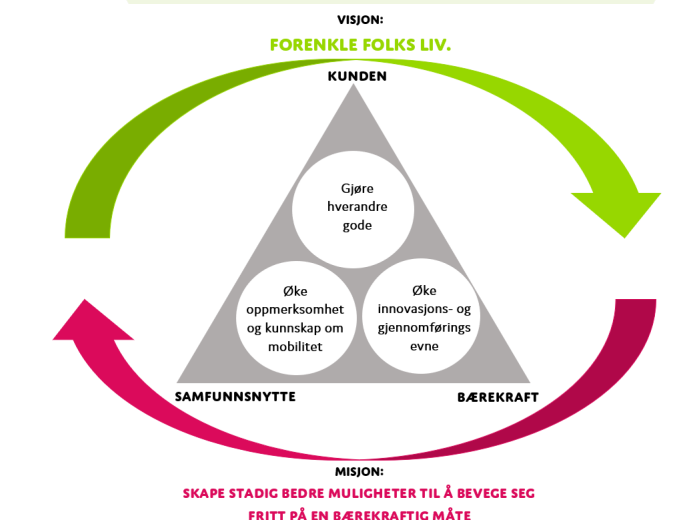 VISJON:
FORENKLE FOLKS LIV.
KUNDEN
Gjøre
hverandre
gode
Øke
oppmerksomhet
og kunnskap om
mobilitet
Øke
innovasjons- og
gjennomførings
evne
SAMFUNNSNYTTE
BÆREKRAFT
MISJON:
SKAPE STADIG BEDRE MULIGHETER TIL Å BEVEGE SEG
FRITT PÅ EN BÆREKRAFTIG MÅTE